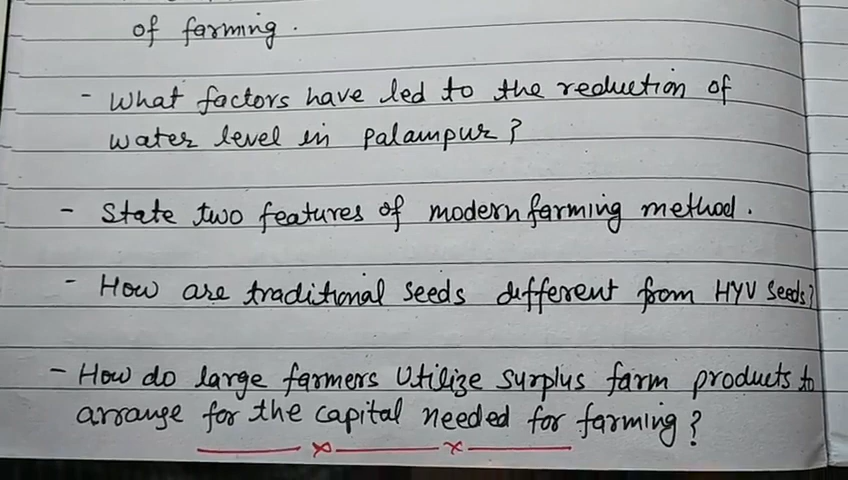 of farming.
- What factors have led to the reduction of
water level in palampur?
- State two features of modern farming method.
- How are traditional seeds different from HYV seeds?
- How do large farmers Utilize surplus farm products to
arrange for the capital needed for farming?